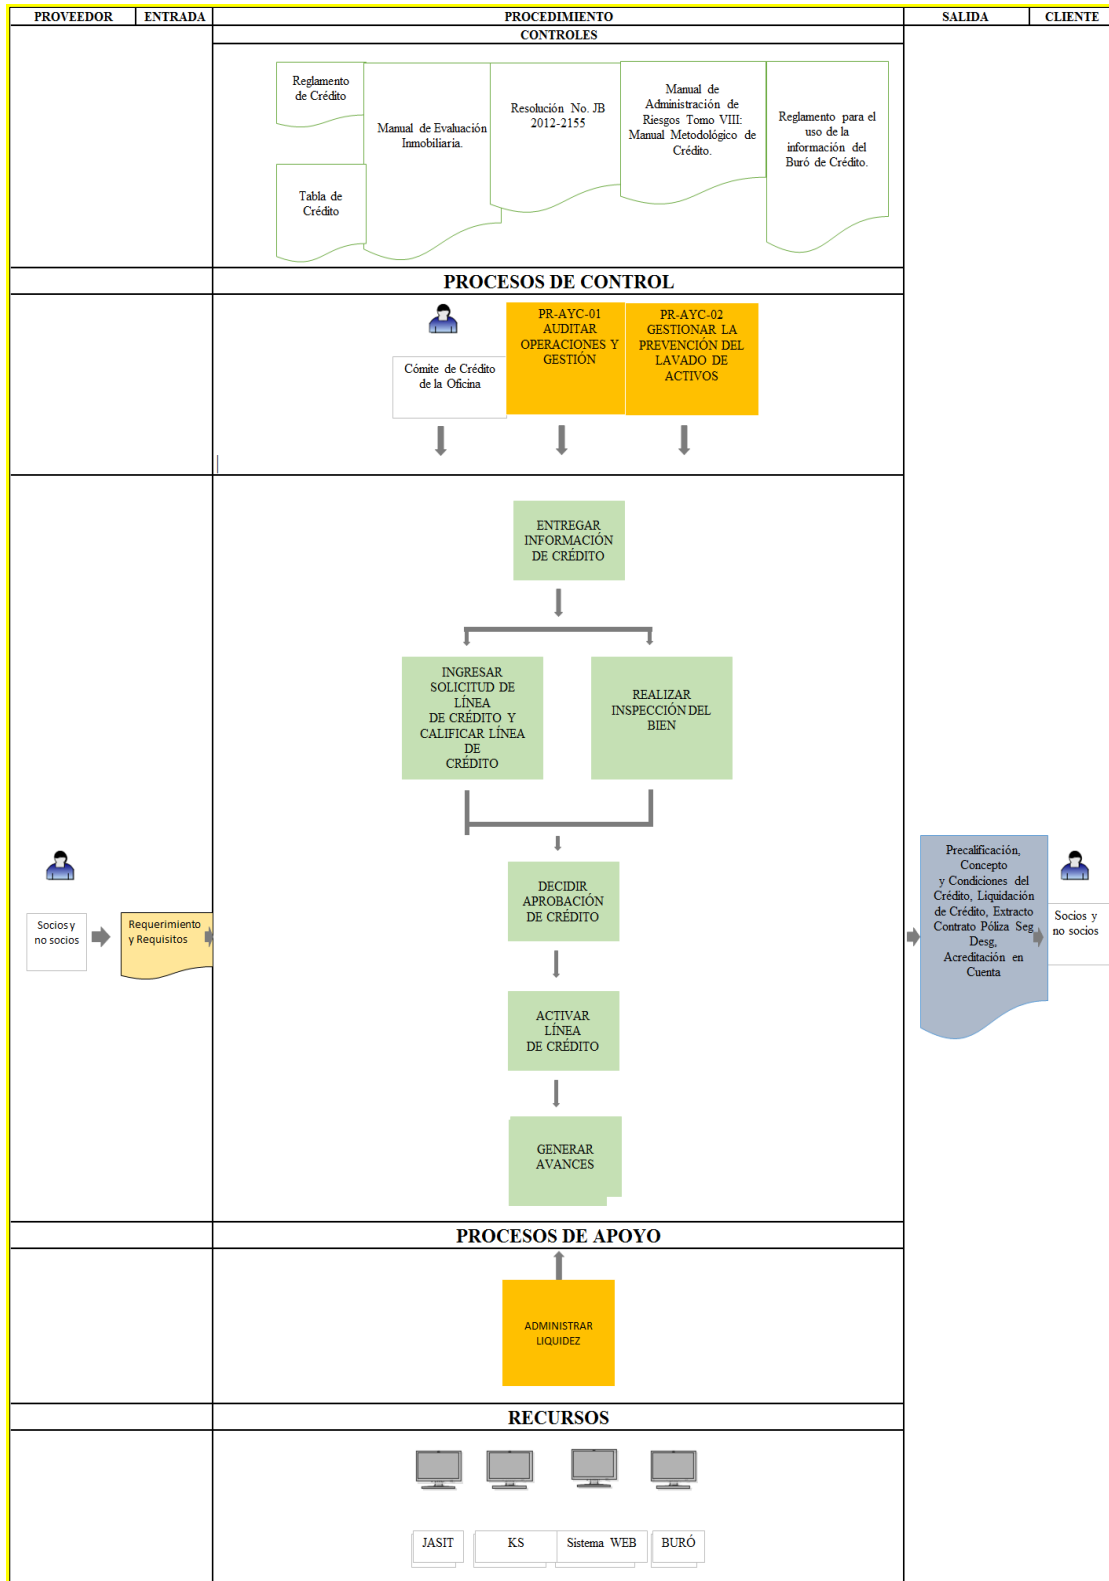 PROVEEDOR
ENTRADA
PROCEDIMIENTO
SALIDA
CLIENTE
CONTROLES
Reglamento
de Crédito
Tabla de
Crédito
Manual de Evaluación
Inmobiliaria.
Resolución No. JB
2012-2155
Manual de
Administración de
Riesgos Tomo VIII:
Manual Metodológico de
Crédito.
Reglamento para el
uso de la
información del
Buró de Crédito.
PROCESOS DE CONTROL
Cómite de Crédito
de la Oficina
PR-AYC-01
AUDITAR
OPERACIONES Y
GESTIÓN
PR-AYC-02
GESTIONAR LA
PREVENCIÓN DEL
LAVADO DE
ACTIVOS
ENTREGAR
INFORMACIÓN
DE CRÉDITO
INGRESAR
SOLICITUD DE
LÍNEA
DE CRÉDITO Y
CALIFICAR LÍNEA
DE
CRÉDITO
REALIZAR
INSPECCIÓN DEL
BIEN
DECIDIR
APROBACIÓN
DE CRÉDITO
ACTIVAR
LÍNEA
DE CRÉDITO
GENERAR
AVANCES
Socios y
no socios
Requerimiento
y Requisitos
Precalificación,
Concepto
y Condiciones del
Crédito, Liquidación
de Crédito, Extracto
Contrato Póliza Seg
Desg,
Acreditación en
Cuenta
Socios y
no socios
PROCESOS DE APOYO
ADMINISTRAR
LIQUIDEZ
RECURSOS
JASIT
KS
Sistema WEB
BURÓ